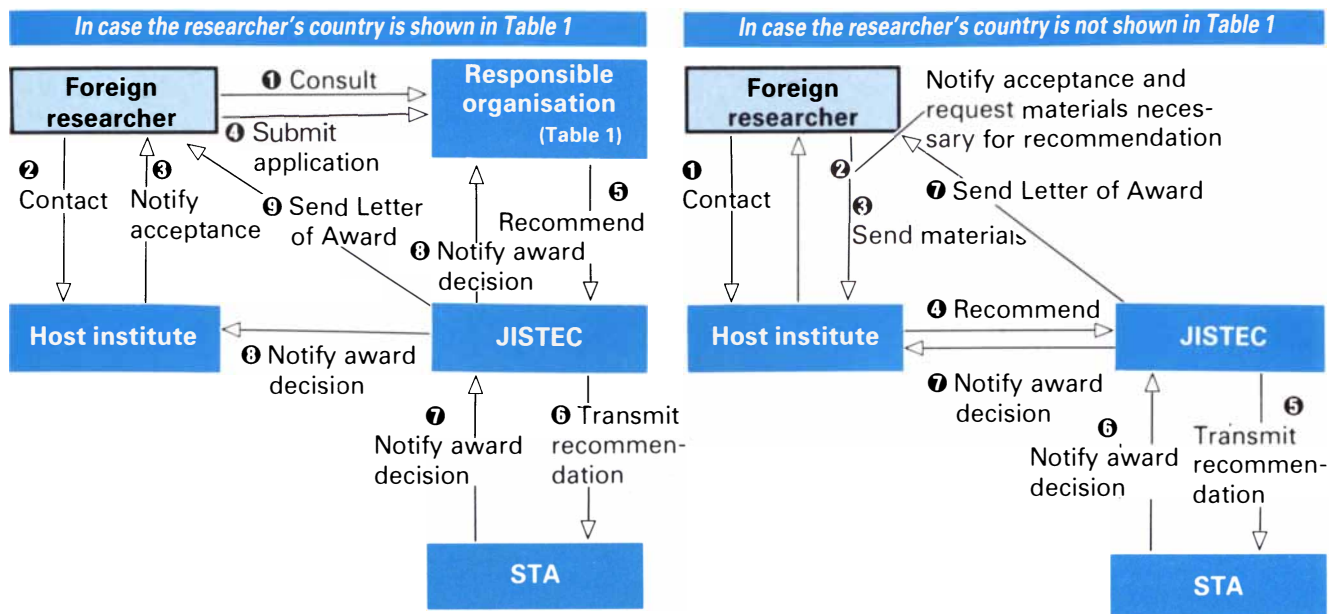 In case the researcher's country is shown in Table 1
Foreign
researcher
❶ Consult
❹ Submit
application
Responsible
organisation
(Table 1)
❷
Contact
❸
Notify
acceptance
❾ Send Letter
of Award
❽ Notify award
decision
❺
Recommend
Host institute
❽ Notify award
decision
JISTEC
❼
Notify award
decision
❻ Transmit
recommen-
dation
STA
In case the researcher's country is not shown in Table 1
Foreign
researcher
Notify acceptance and
request materials neces-
sary for recommendation
❶
Contact
❷
❸
Send materials
❼ Send Letter of Award
Host institute
❹ Recommend
❼ Notify award
decision
JISTEC
❻
Notify award
decision
❺
Transmit
recommen-
dation
STA